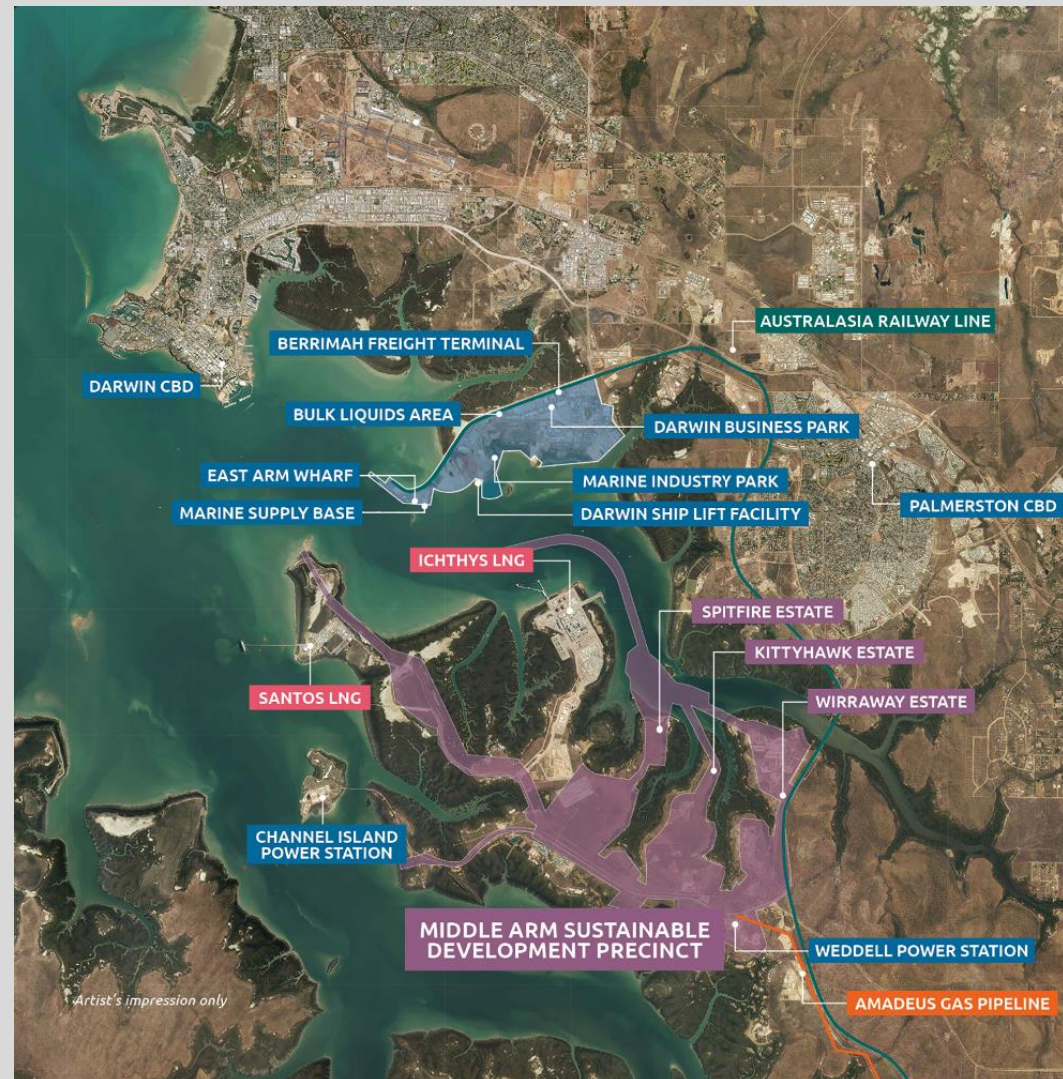 AUSTRALASIA RAILWAY LINE
BERRIMAH FREIGHT TERMINAL
DARWIN CBD
BULK LIQUIDS AREA
DARWIN BUSINESS PARK
EAST ARM WHARF
MARINE INDUSTRY PARK
MARINE SUPPLY BASE
DARWIN SHIP LIFT FACILITY
PALMERSTON CBD
ICHTHYS LNG
SPITFIRE ESTATE
KITTYHAWK ESTATE
SANTOS LNG
WIRRAWAY ESTATE
CHANNEL ISLAND
POWER STATION
MIDDLE ARM SUSTAINABLE
DEVELOPMENT PRECINCT
WEDDELL POWER STATION
Artist's impression only
AMADEUS GAS PIPELINE